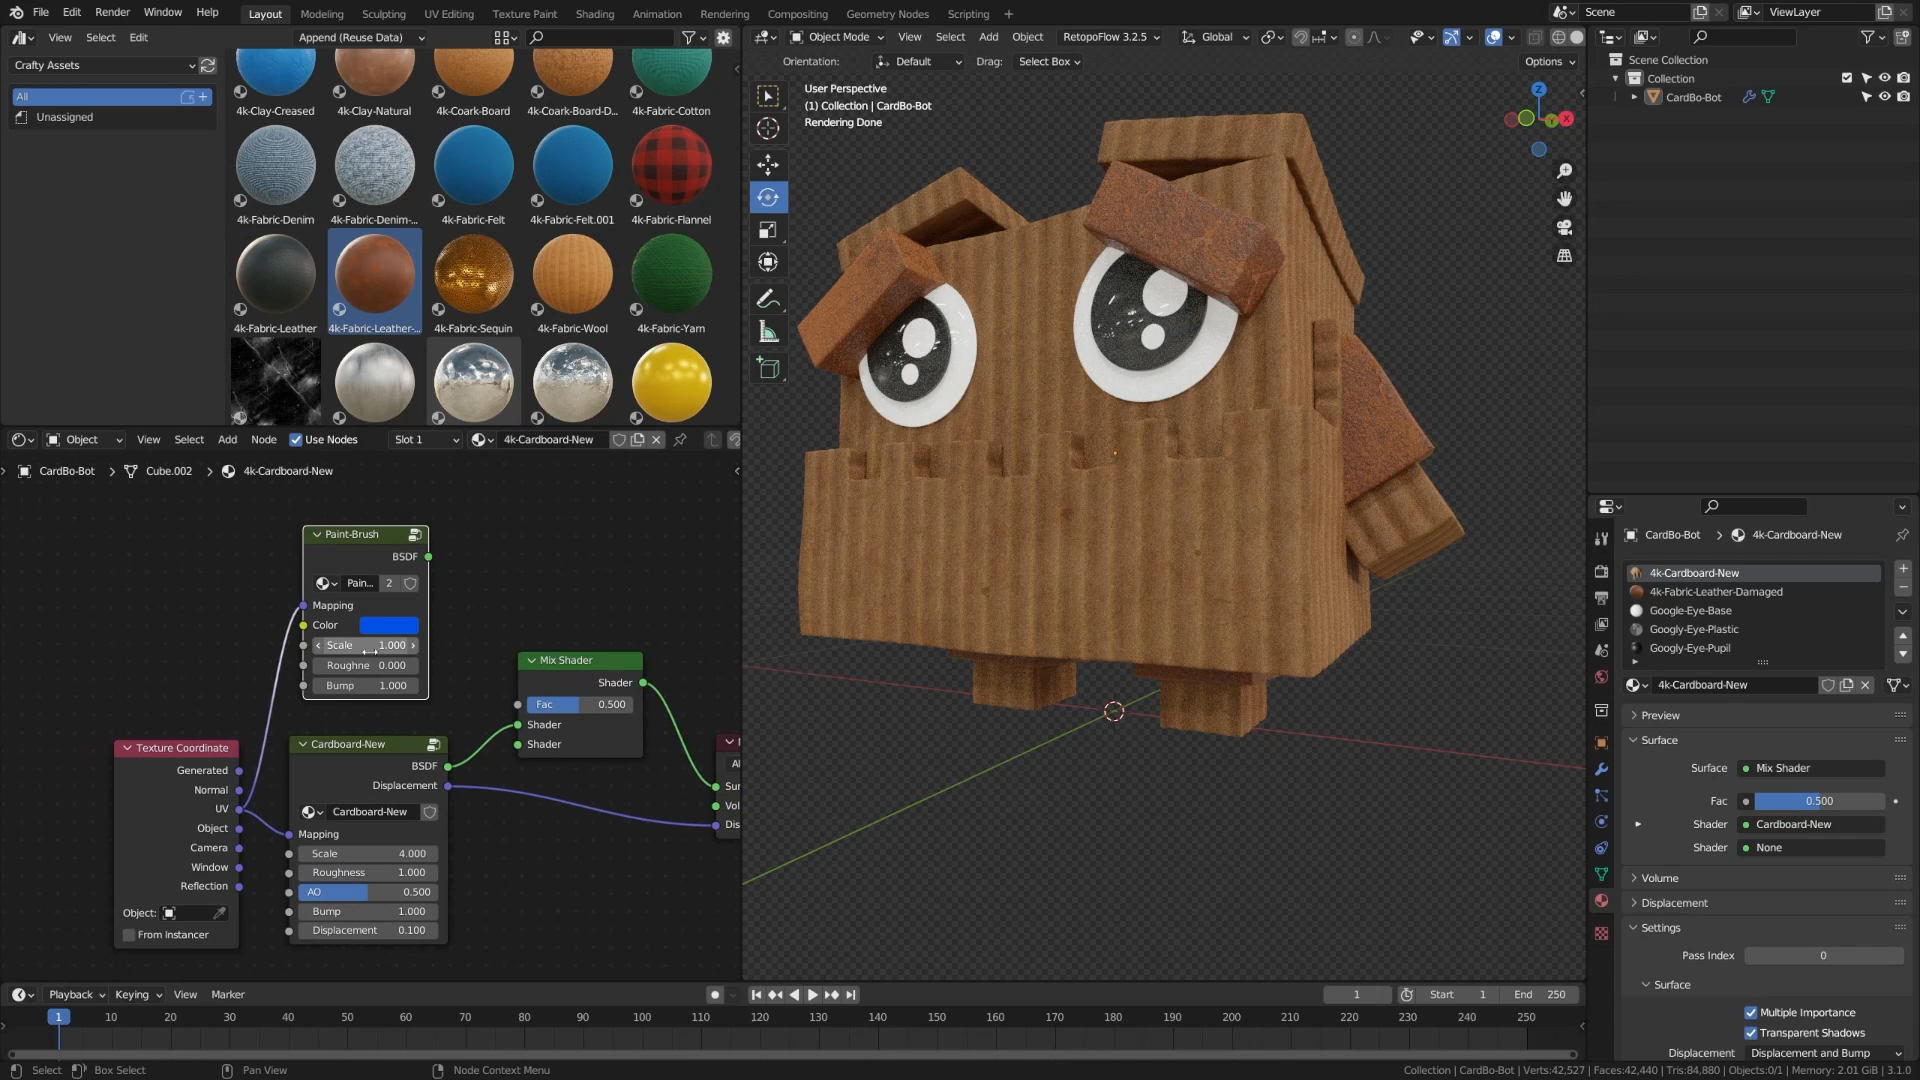 File Edit Render Window Help Layout Modeling Sculpting UV Editing Texture Paint Shading Animation Rendering Compositing Geometry Nodes Scripting + Scene ViewLayer
View Select Edit Append (Reuse Data)
Object Mode View Select Add Object RetopoFlow 3.2.5 Global
Crafty Assets
All
Unassigned
4k-Clay-Creased 4k-Clay-Natural 4k-Coark-Board 4k-Coark-Board-D... 4k-Fabric-Cotton
4k-Fabric-Denim 4k-Fabric-Denim-... 4k-Fabric-Felt 4k-Fabric-Felt.001 4k-Fabric-Flannel
4k-Fabric-Leather 4k-Fabric-Leather-... 4k-Fabric-Sequin 4k-Fabric-Wool 4k-Fabric-Yarn
Orientation: Default Drag: Select Box Options
User Perspective
(1) Collection | CardBo-Bot
Rendering Done
Z
Y
X
Scene Collection
Collection
CardBo-Bot
Object View Select Add Node Use Nodes Slot 1 4k-Cardboard-New
CardBo-Bot > Cube.002 > 4k-Cardboard-New
Paint-Brush
BSDF
Pain... 2
Mapping
Color
Scale 1.000
Roughne 0.000
Bump 1.000
Mix Shader
Shader
Fac 0.500
Shader
Shader
Texture Coordinate
Generated
Normal
UV
Object
Camera
Window
Reflection
Object:
From Instancer
Cardboard-New
BSDF
Displacement
Cardboard-New
Mapping
Scale 4.000
Roughness 1.000
AO 0.500
Bump 1.000
Displacement 0.100
Al
Sur
Vol
Dis
CardBo-Bot > 4k-Cardboard-New
4k-Cardboard-New
4k-Fabric-Leather-Damaged
Google-Eye-Base
Googly-Eye-Plastic
Googly-Eye-Pupil
4k-Cardboard-New
Preview
Surface
Surface Mix Shader
Fac 0.500
Shader Cardboard-New
Shader None
Volume
Displacement
Settings
Pass Index 0
Surface
Multiple Importance
Transparent Shadows
Displacement Displacement and Bump
Playback Keying View Marker 1 Start 1 End 250
1 10 20 30 40 50 60 70 80 90 100 110 120 130 140 150 160 170 180 190 200 210 220 230 240 250
Select Box Select Pan View Node Context Menu Collection | CardBo-Bot | Verts:42,527 | Faces:42,440 | Tris:84,880 | Objects:0/1 | Memory: 2.01 GiB | 3.1.0